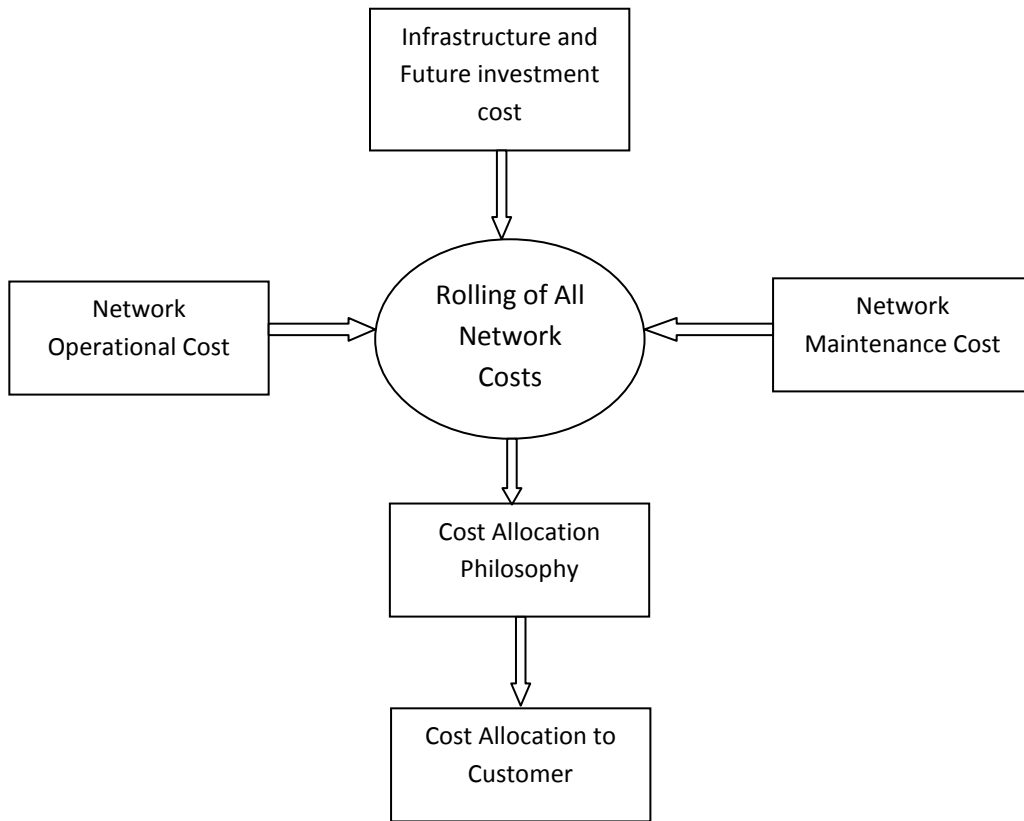 Infrastructure and
Future investment
cost
Network
Operational Cost
Rolling of All
Network
Costs
Network
Maintenance Cost
Cost Allocation
Philosophy
Cost Allocation to
Customer